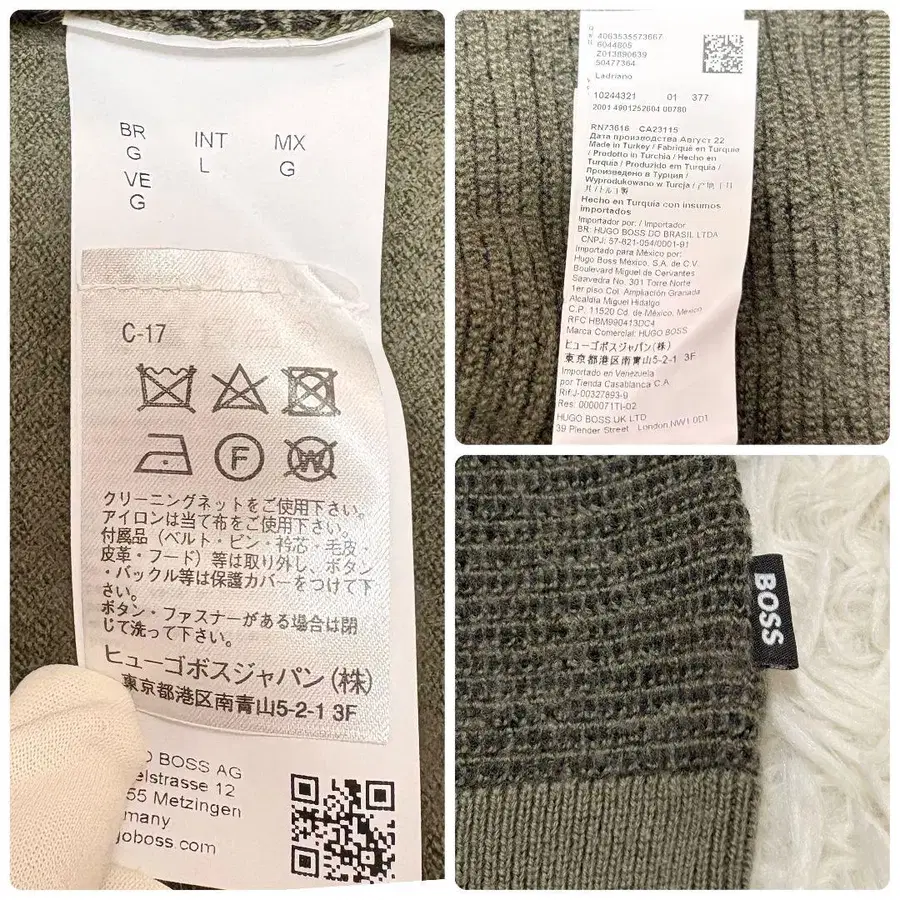 BR
G
INT
L
MX
G
VE
G
C-17
F
W
クリーニングネットをご使用下さい。
アイロンは当て布をご使用下さい。
付属品(ベルト・ピン・衿芯・毛皮・
皮革・フード)等は取り外し、ボタン
・バックル等は保護カバーをつけて下
さい。
ボタン・ファスナーがある場合は閉
じて洗って下さい。
ヒューゴボスジャパン(株)
東京都港区南青山5-2-1 3F
BOSS AG
elstrasse 12
55 Metzingen
many
goboss.com
4063535573667
6044805
Z013890639
50477364
Ladriano
10244321 01 377
2001 4901252604 00780
RN73616 CA23115
Дата производства Август 22
Made in Turkey / Fabriqué en Turquie
/ Prodotto in Turchia / Hecho en
Turquía / Produzido em Turquia /
Произведено в Турции /
Wyprodukowano w Turcja /
Hecho en Turquia con insumos
importados
Importador por: / Importador:
BR: HUGO BOSS DO BRASIL LTDA
CNPJ: 57-821-054/0001-91
Importado para México por:
Hugo Boss México, S.A. de C.V.
Boulevard Miguel de Cervantes
Saavedra No. 301 Torre Norte
1er piso Col. Ampliación Granada
Alcaldía Miguel Hidalgo
C.P. 11520 Cd. de México, México
RFC HBM990413DC4
Marca Comercial: HUGO BOSS
ヒューゴボスジャパン(株)
東京都港区南青山5-2-1 3F
Importado en Venezuela
por Tienda Casablanca C.A.
Rif:J-00327893-9
Res: 0000071TI-02
HUGO BOSS UK LTD
39 Plender Street London,NW1 0D1
BOSS